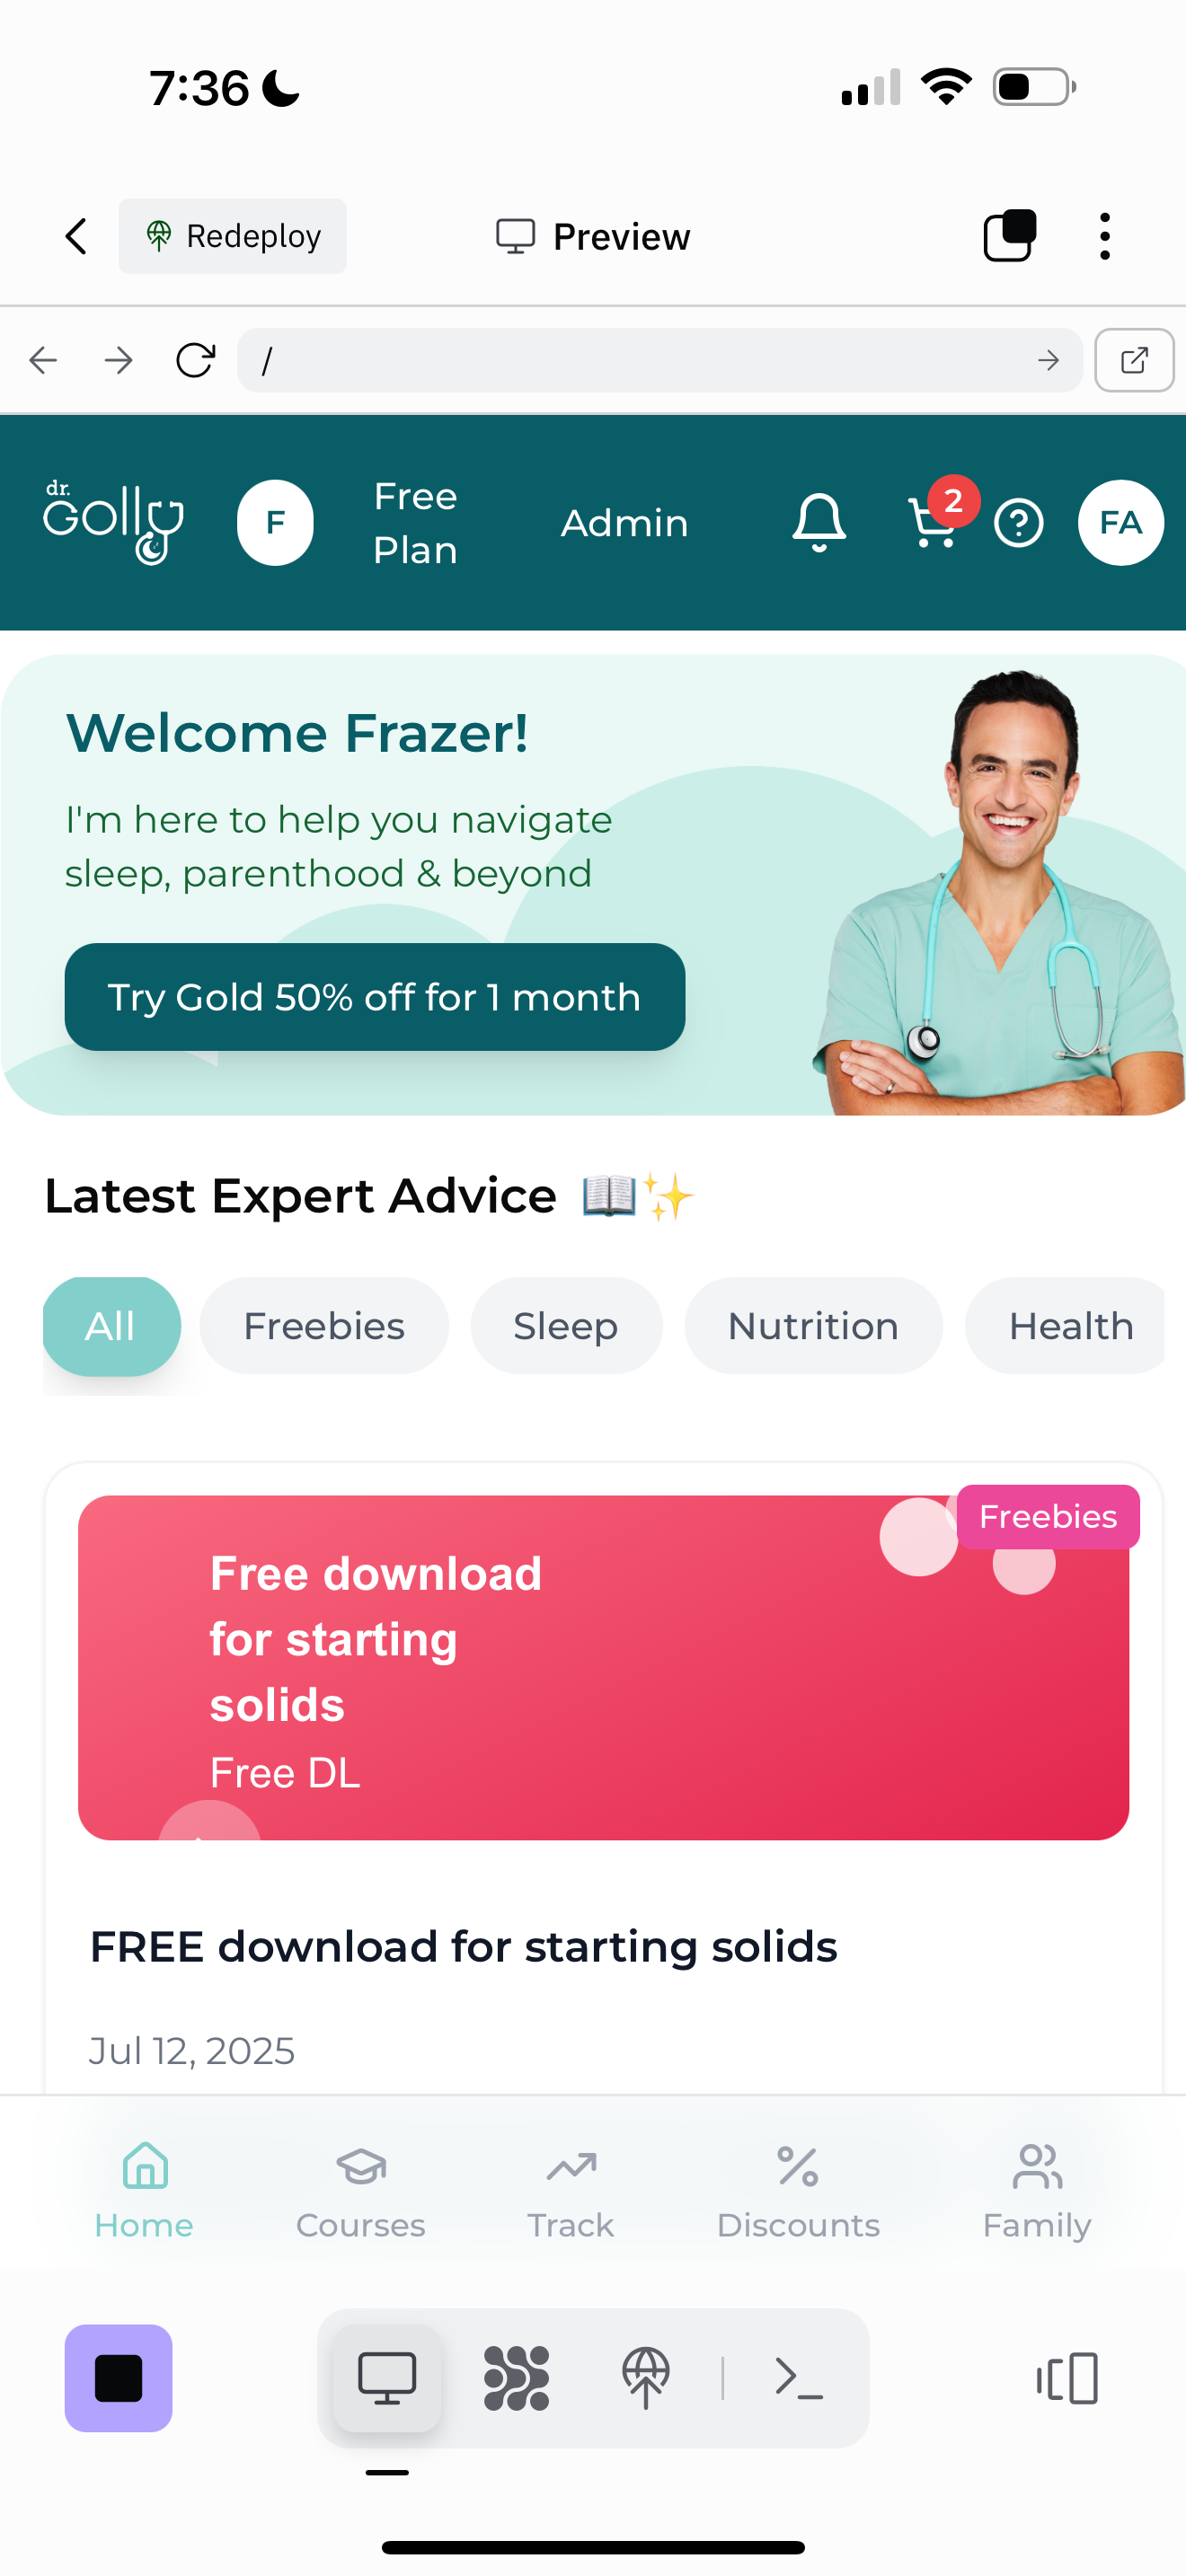 7:36
Redeploy
Preview
/
dr.
Golly
F
Free
Plan
Admin
2
FA
Welcome Frazer!
I'm here to help you navigate
sleep, parenthood & beyond
Try Gold 50% off for 1 month
Latest Expert Advice 📖✨
All
Freebies
Sleep
Nutrition
Health
Freebies
Free download
for starting
solids
Free DL
FREE download for starting solids
Jul 12, 2025
Home
Courses
Track
Discounts
Family